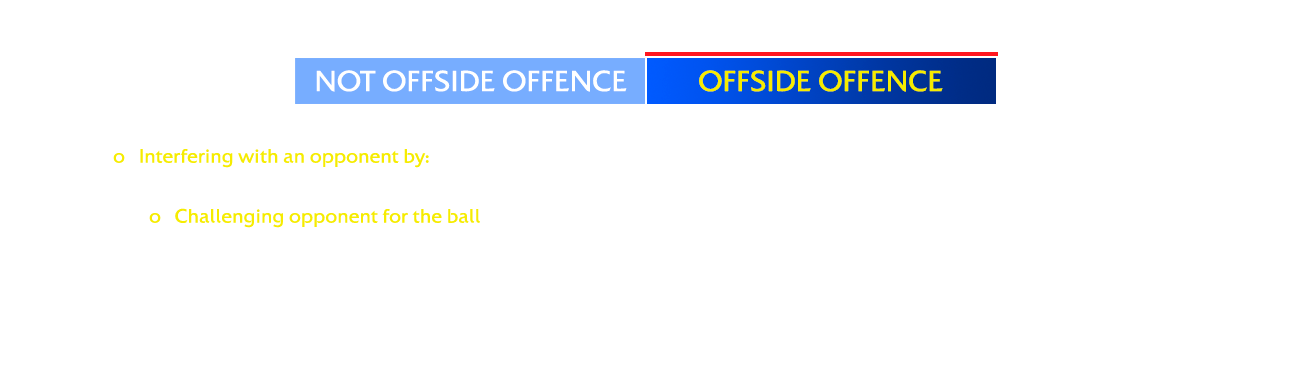 NOT OFFSIDE OFFENCE OFFSIDE OFFENCE
o Interfering with an opponent by:
o Challenging opponent for the ball